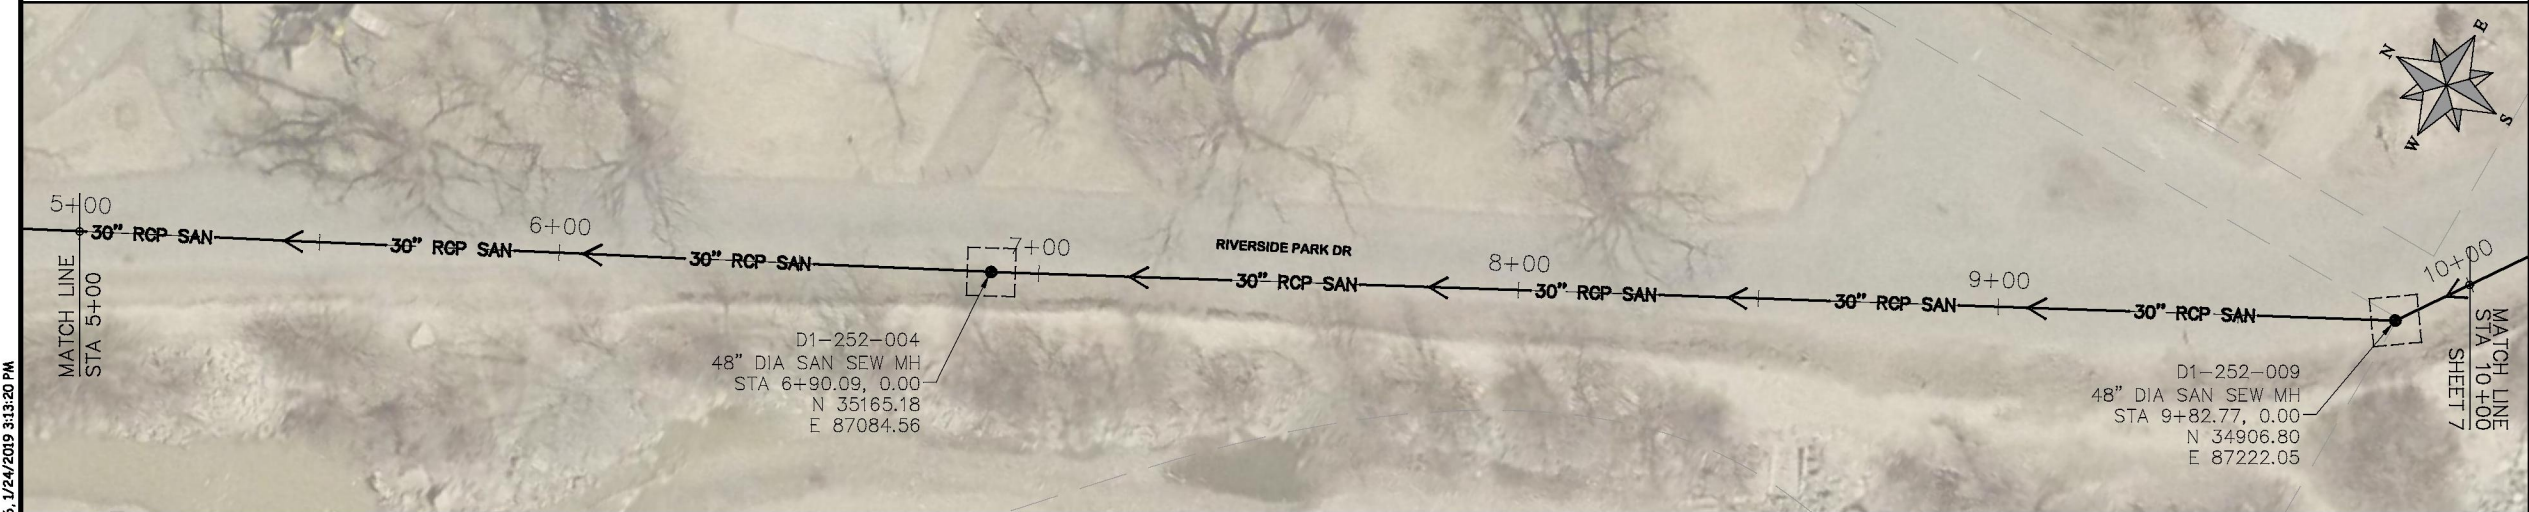 N
E
S
W
5+00
30" RCP SAN
30" RCP SAN
6+00
30" RCP SAN
7+00
RIVERSIDE PARK DR
30" RCP SAN
8+00
30" RCP SAN
30" RCP SAN
9+00
30" RCP SAN
10+00
MATCH LINE
STA 5+00
D1-252-004
48" DIA SAN SEW MH
STA 6+90.09, 0.00
N 35165.18
E 87084.56
D1-252-009
48" DIA SAN SEW MH
STA 9+82.77, 0.00
N 34906.80
E 87222.05
MATCH LINE
STA 10+00
SHEET 7
1/24/2019 3:13:20 PM